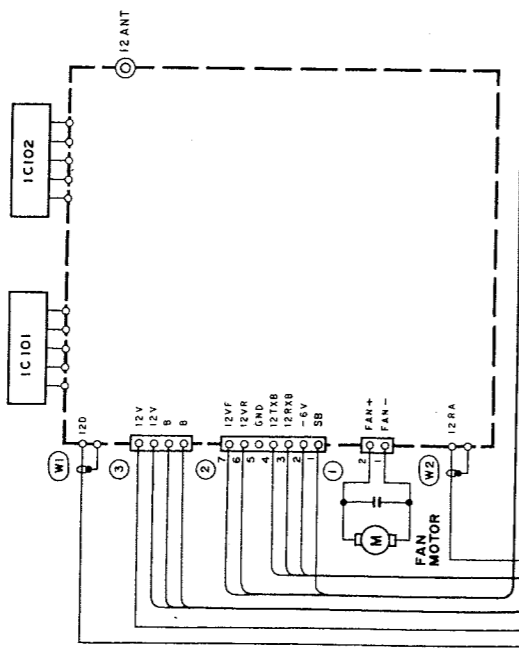 12 ANT
IC102
IC101
W1
12D
3
12V
12V
B
B
2
7 12VF
6 12VR
5 GND
4 12TXB
3 12RXB
2 -6V
1 SB
1
2 FAN+
1 FAN-
M
FAN
MOTOR
W2
12RA